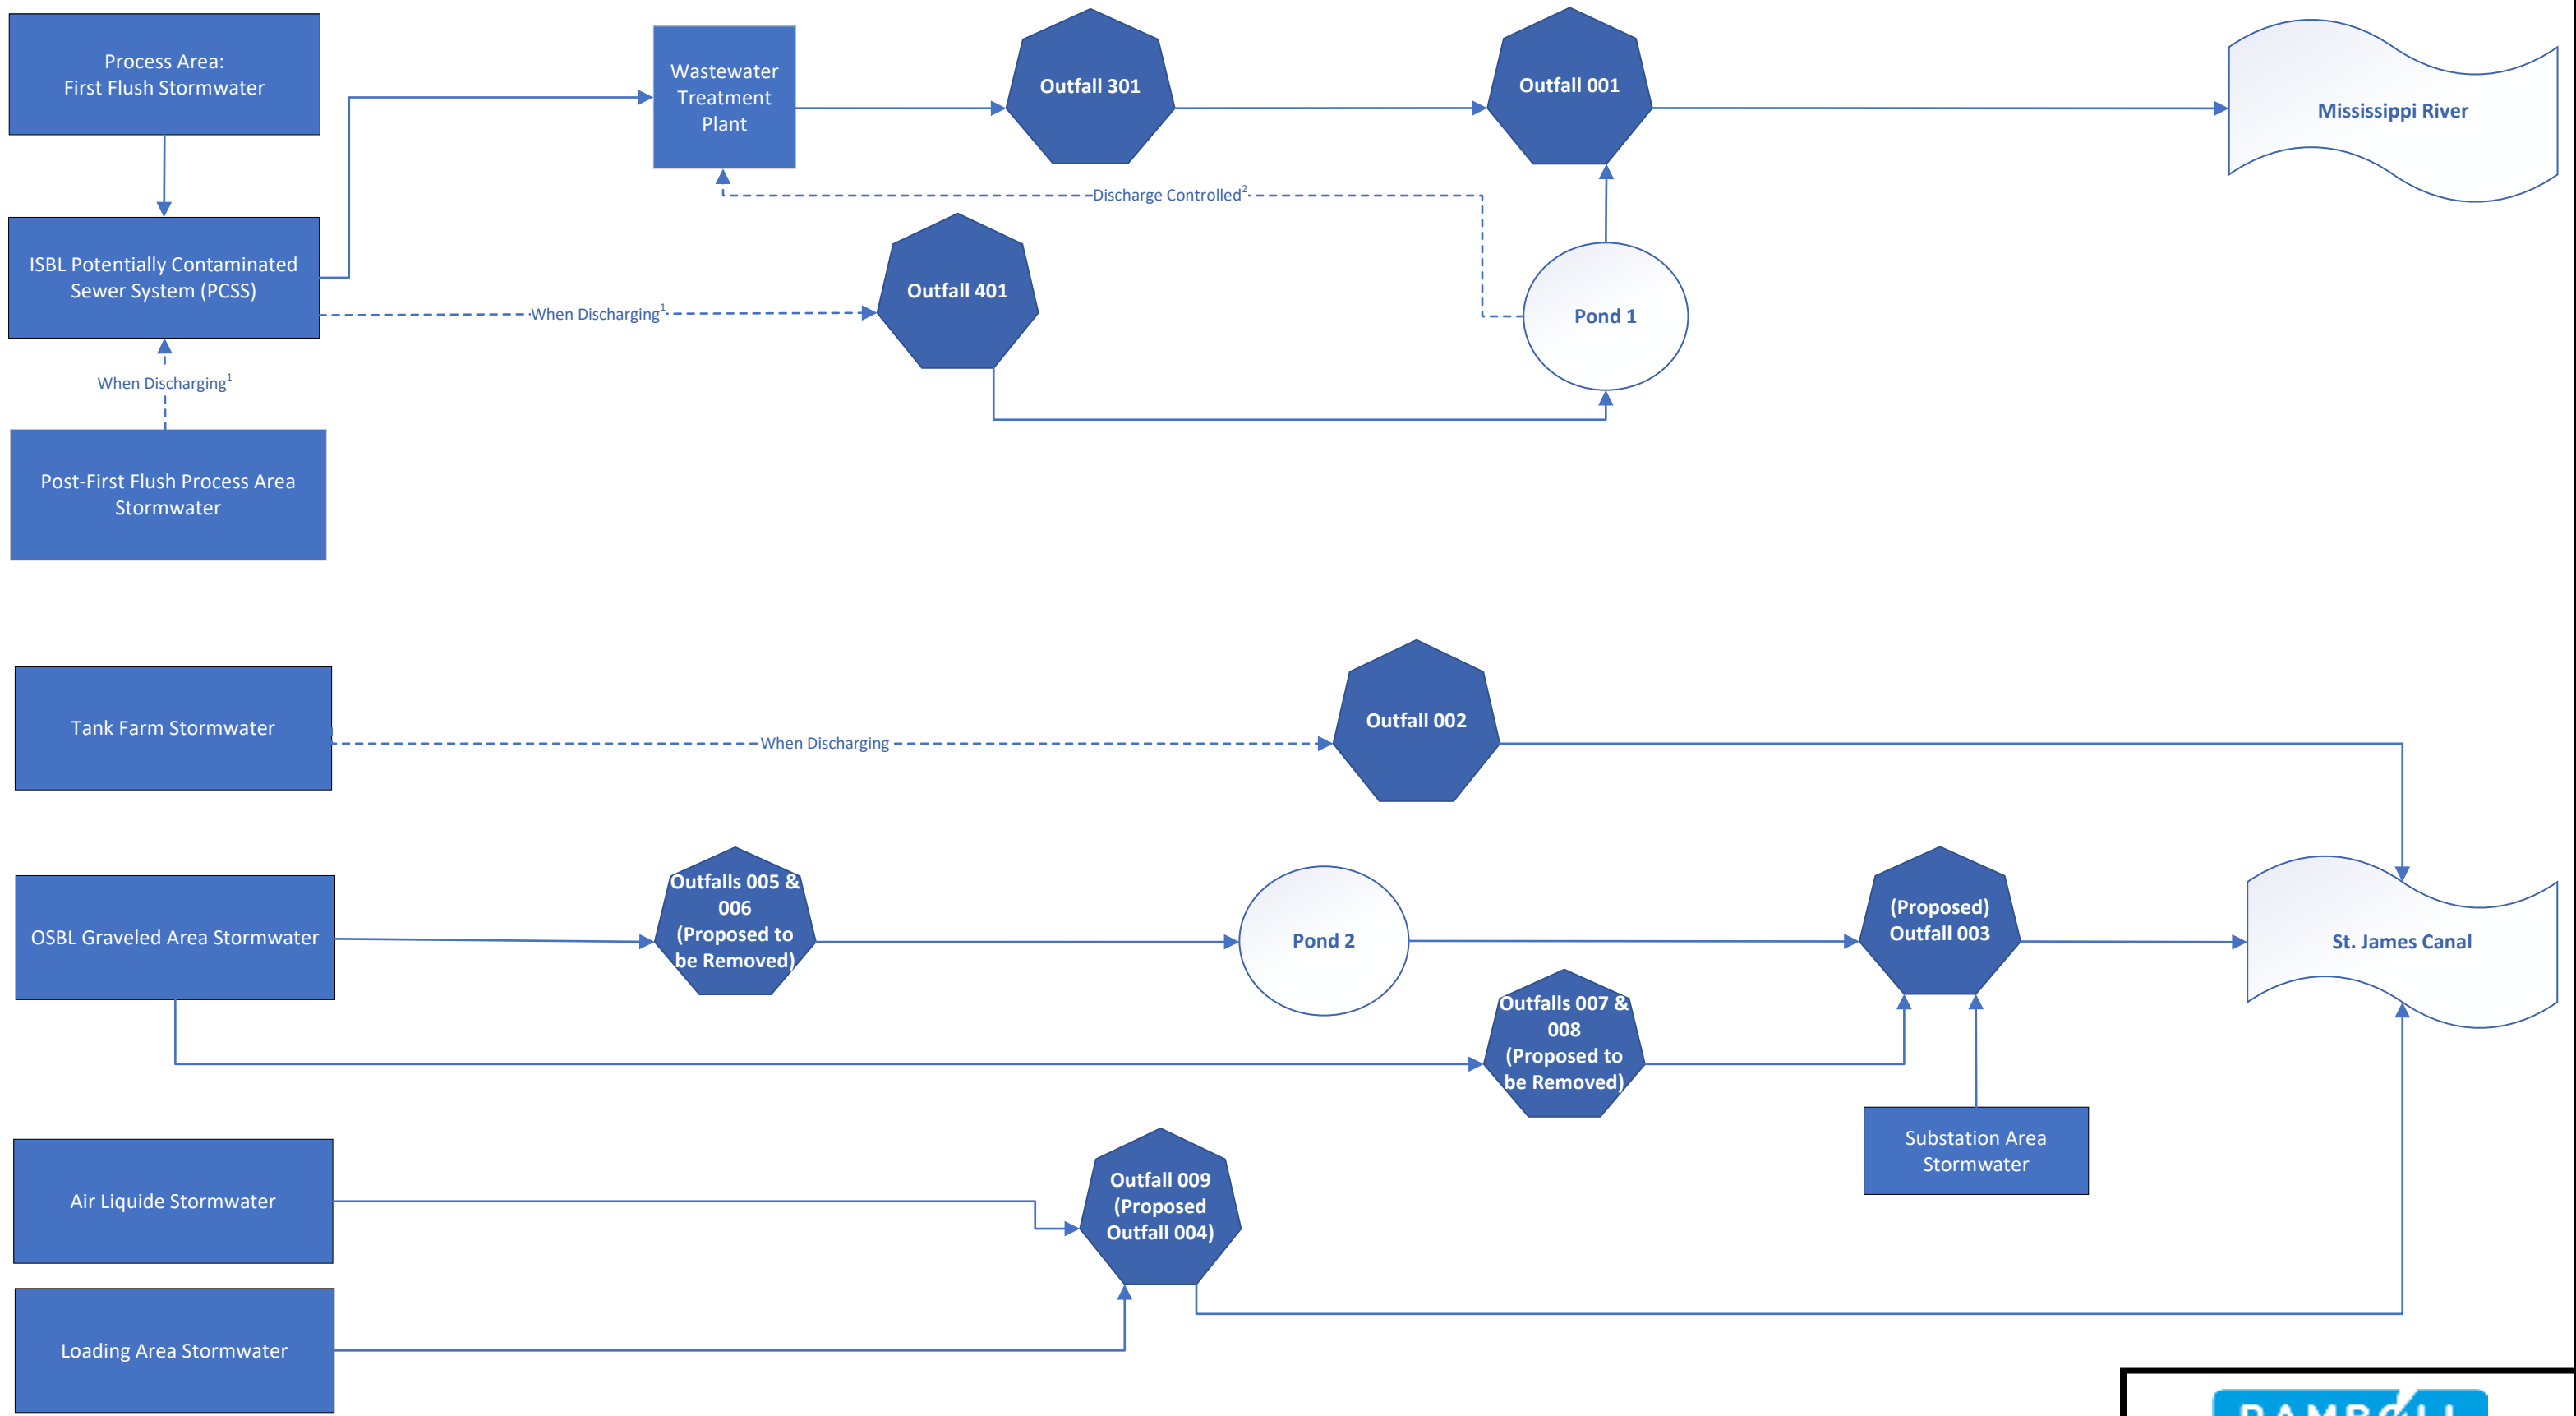 Process Area:
First Flush Stormwater
Wastewater
Treatment
Plant
Outfall 301
Outfall 001
Mississippi River
Discharge Controlled²
ISBL Potentially Contaminated
Sewer System (PCSS)
When Discharging¹
Outfall 401
Pond 1
When Discharging¹
Post-First Flush Process Area
Stormwater
Tank Farm Stormwater
When Discharging
Outfall 002
OSBL Graveled Area Stormwater
Outfalls 005 &
006
(Proposed to
be Removed)
Pond 2
(Proposed)
Outfall 003
St. James Canal
Outfalls 007 &
008
(Proposed to
be Removed)
Substation Area
Stormwater
Air Liquide Stormwater
Outfall 009
(Proposed
Outfall 004)
Loading Area Stormwater
RAMBOLL